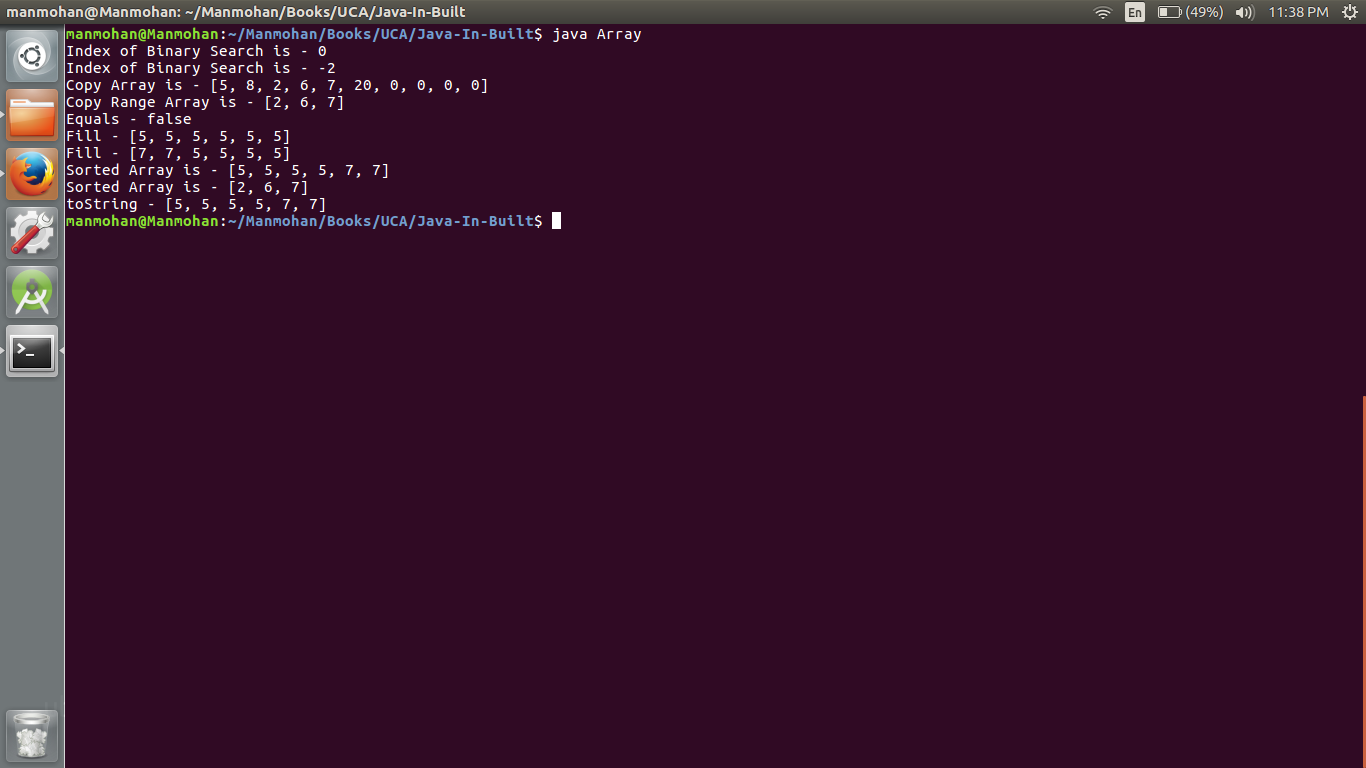 manmohan@Manmohan: ~/Manmohan/Books/UCA/Java-In-Built
En (49%) 11:38 PM
manmohan@Manmohan:~/Manmohan/Books/UCA/Java-In-Built$ java Array
Index of Binary Search is - 0
Index of Binary Search is - -2
Copy Array is - [5, 8, 2, 6, 7, 20, 0, 0, 0, 0]
Copy Range Array is - [2, 6, 7]
Equals - false
Fill - [5, 5, 5, 5, 5, 5]
Fill - [7, 7, 5, 5, 5, 5]
Sorted Array is - [5, 5, 5, 5, 7, 7]
Sorted Array is - [2, 6, 7]
toString - [5, 5, 5, 5, 7, 7]
manmohan@Manmohan:~/Manmohan/Books/UCA/Java-In-Built$
>_